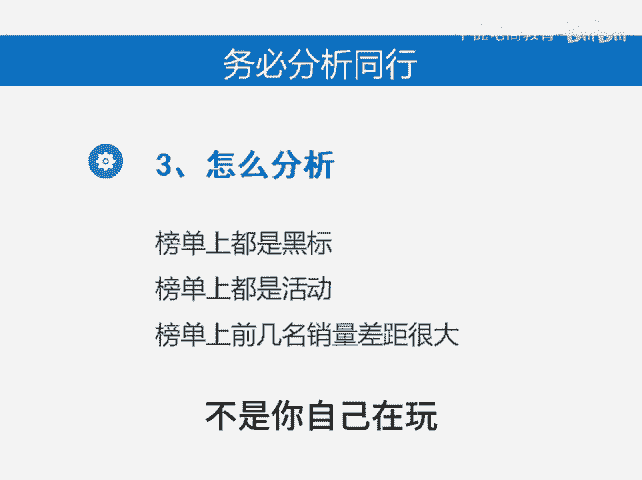 务必分析同行
3、怎么分析
榜单上都是黑标
榜单上都是活动
榜单上前几名销量差距很大
不是你自己在玩